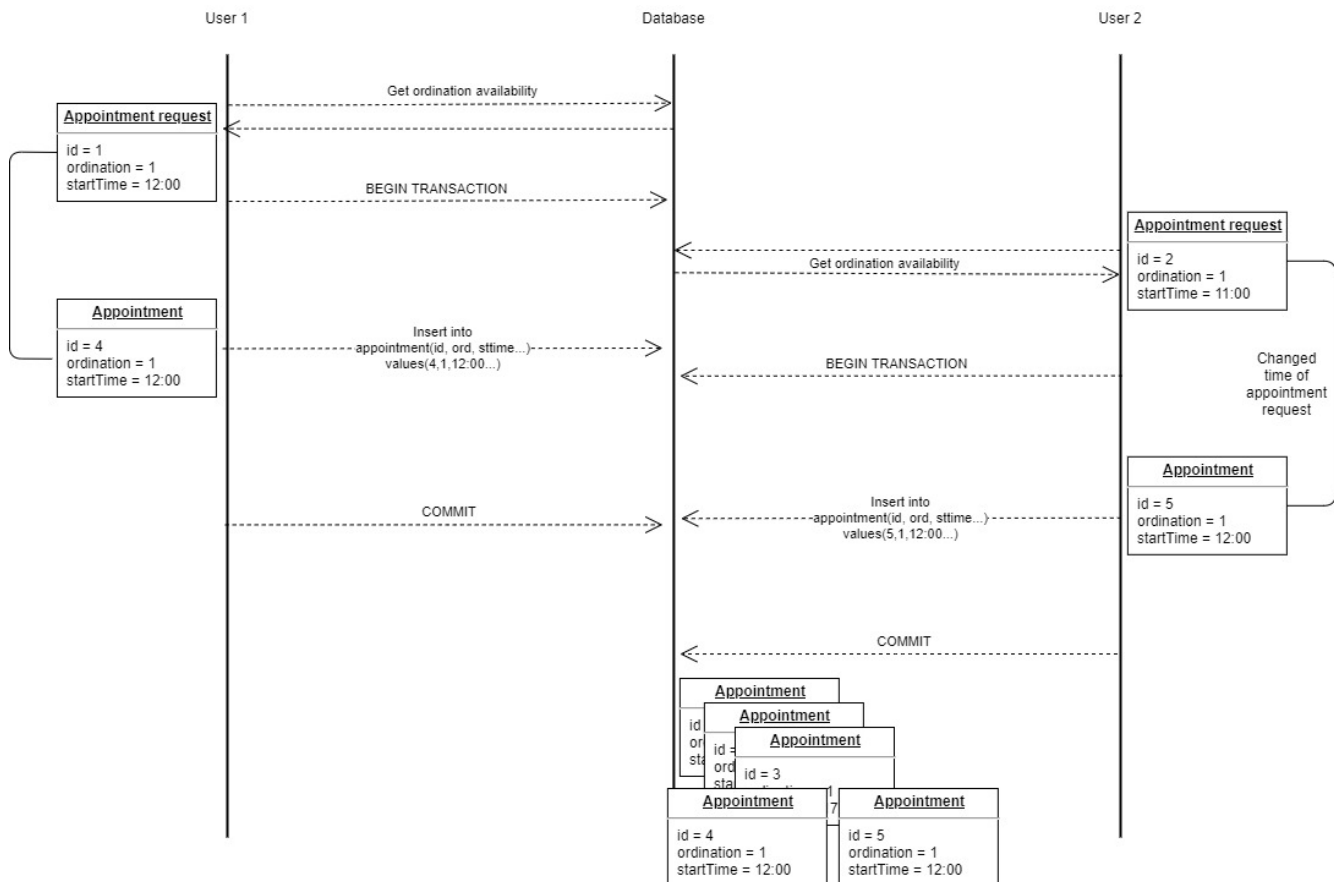 User 1
Database
User 2
Get ordination availability
Appointment request
id = 1
ordination = 1
startTime = 12:00
BEGIN TRANSACTION
Appointment request
id = 2
ordination = 1
startTime = 11:00
Get ordination availability
Appointment
id = 4
ordination = 1
startTime = 12:00
Insert into
appointment(id, ord, sttime...)
values(4,1,12:00...)
BEGIN TRANSACTION
Changed
time of
appointment
request
Appointment
id = 5
ordination = 1
startTime = 12:00
COMMIT
Insert into
appointment(id, ord, sttime...)
values(5,1,12:00...)
COMMIT
Appointment
id
Appointment
id =
Appointment
id = 3
Appointment
id = 4
ordination = 1
startTime = 12:00
Appointment
id = 5
ordination = 1
startTime = 12:00